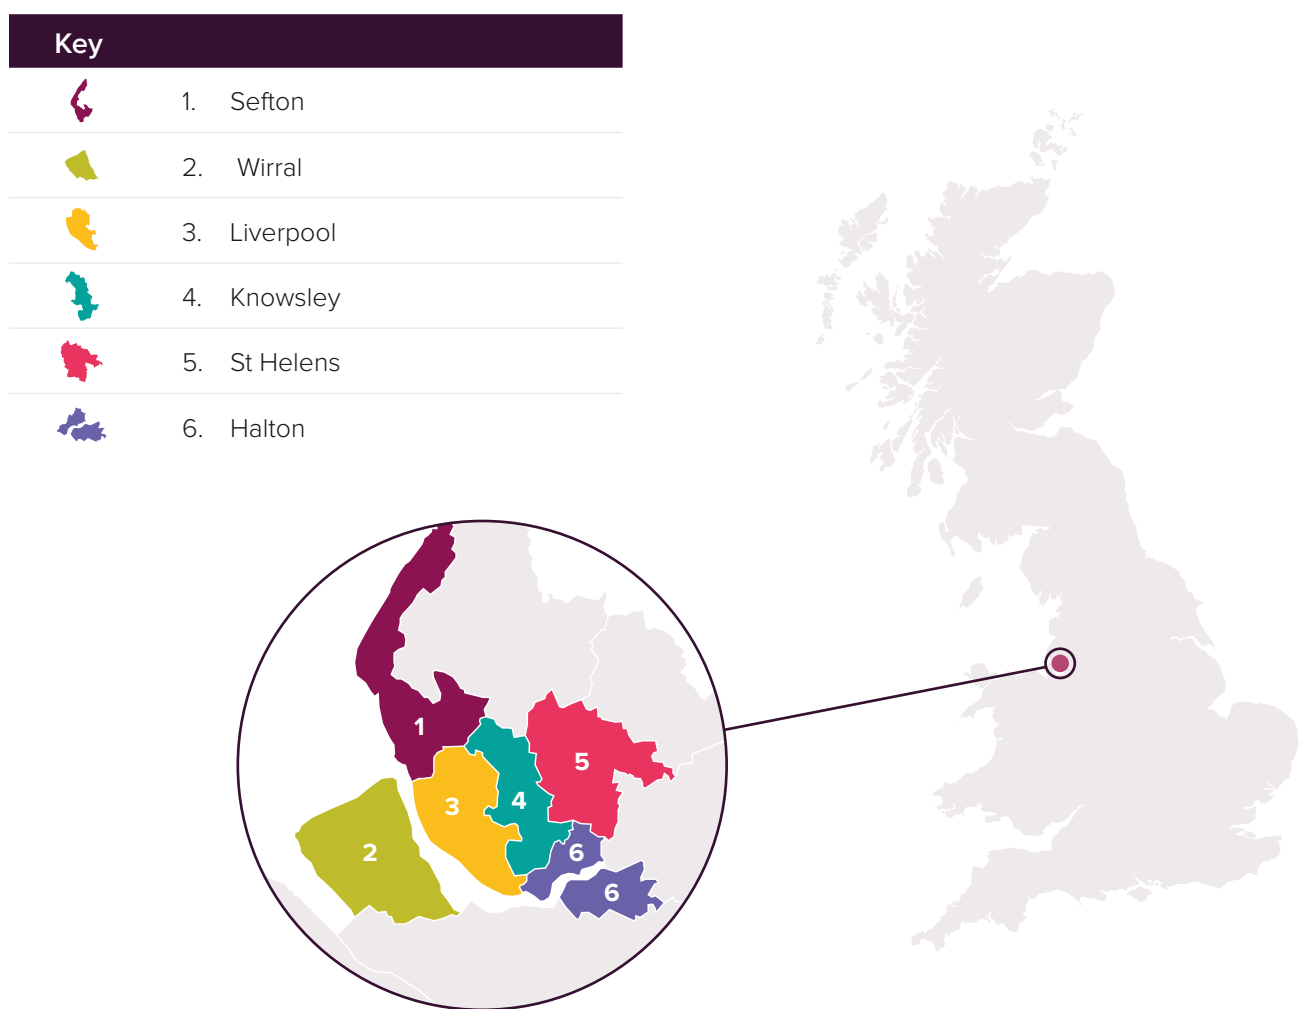 Key
1. Sefton
2. Wirral
3. Liverpool
4. Knowsley
5. St Helens
6. Halton
1
5
3
4
2
6
6